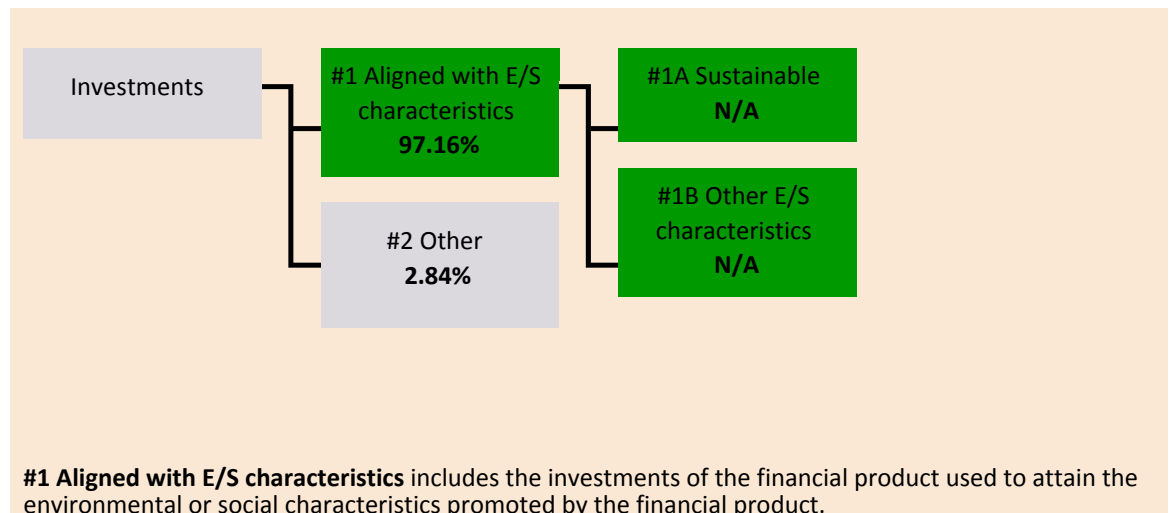 Investments
#1 Aligned with E/S
characteristics
97.16%
#2 Other
2.84%
#1A Sustainable
N/A
#1B Other E/S
characteristics
N/A
#1 Aligned with E/S characteristics includes the investments of the financial product used to attain the
environmental or social characteristics promoted by the financial product.